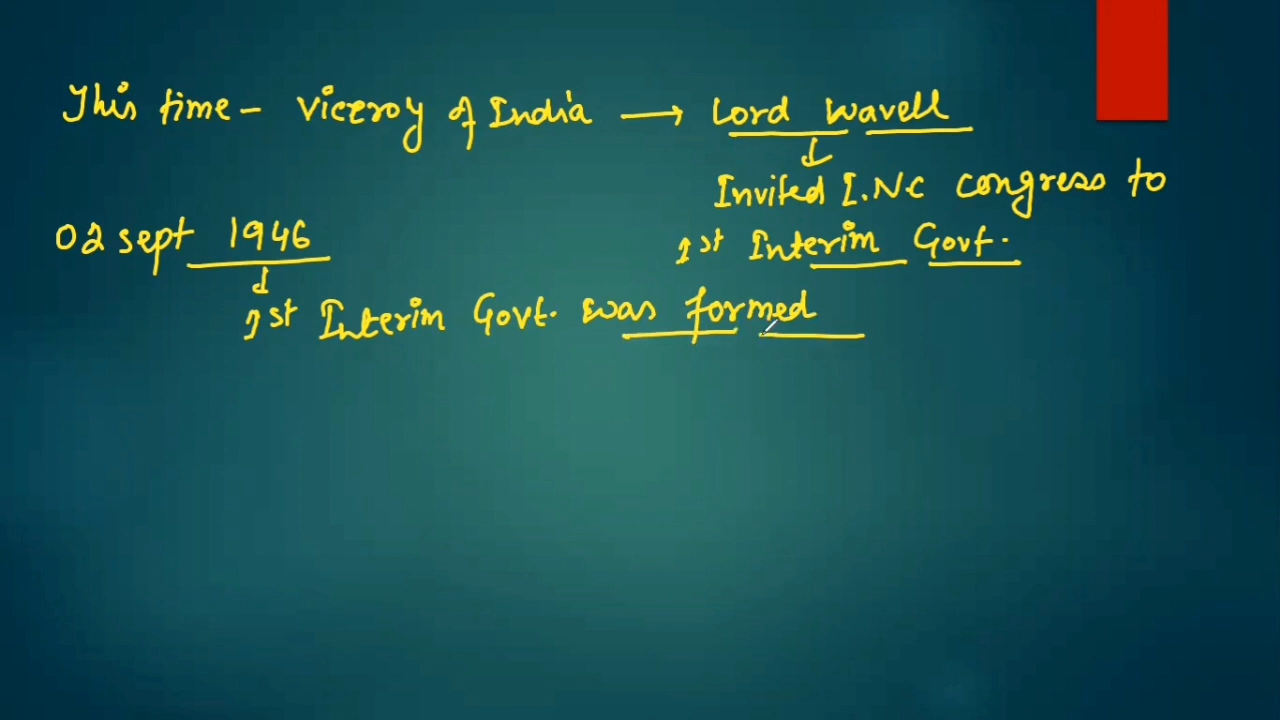 This time - Viceroy of India → Lord Wavell
↓
Invited I.NC congress to
1st Interim Govt.
02 sept 1946
↓
1st Interim Govt. was formed